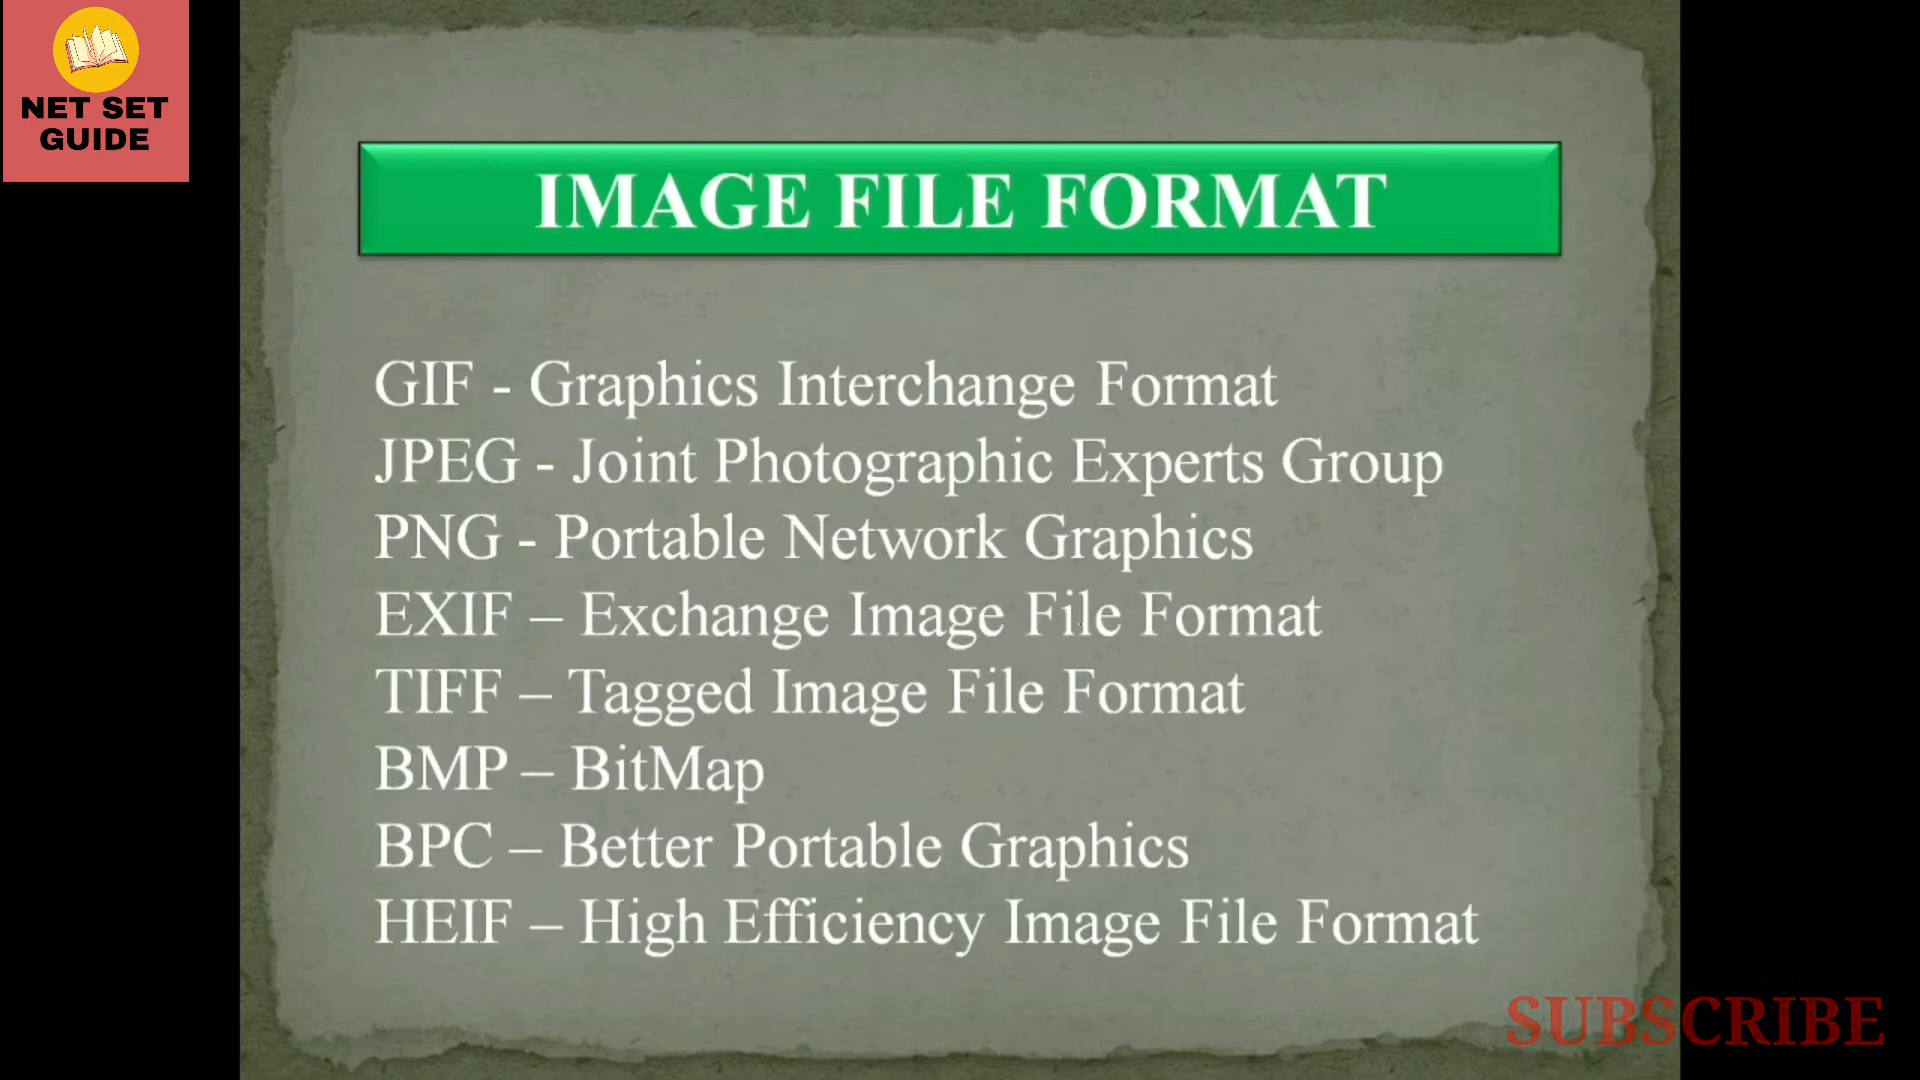 NET SET
GUIDE
IMAGE FILE FORMAT
GIF - Graphics Interchange Format
JPEG - Joint Photographic Experts Group
PNG - Portable Network Graphics
EXIF – Exchange Image File Format
TIFF – Tagged Image File Format
BMP – BitMap
BPC – Better Portable Graphics
HEIF – High Efficiency Image File Format
SUBSCRIBE